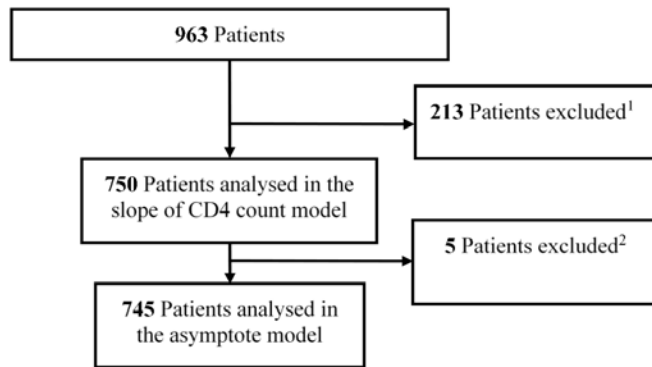 963 Patients
213 Patients excluded¹
750 Patients analysed in the
slope of CD4 count model
5 Patients excluded²
745 Patients analysed in
the asymptote model